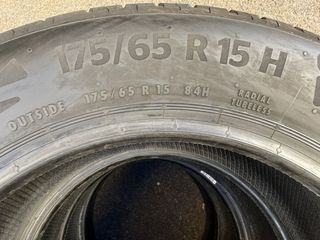 175/65 R 15 H
OUTSIDE 175/65 R 15 84H RADIAL
TUBELESS